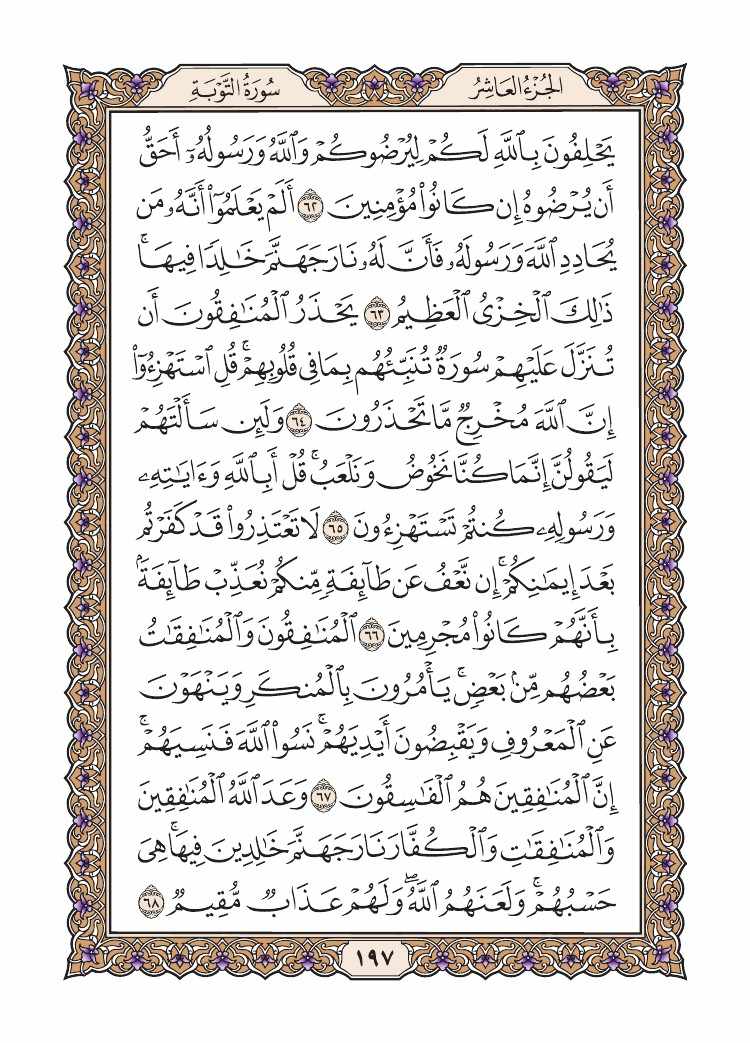 الجُزْءُ العَاشِرُ
سُورَةُ التَّوْبَةِ
يَحْلِفُونَ بِٱللَّهِ لَكُمْ لِيُرْضُوكُمْ وَٱللَّهُ وَرَسُولُهُۥٓ أَحَقُّ
أَن يُرْضُوهُ إِن كَانُوا۟ مُؤْمِنِينَ ٦٢ أَلَمْ يَعْلَمُوٓا۟ أَنَّهُۥ مَن
يُحَادِدِ ٱللَّهَ وَرَسُولَهُۥ فَأَنَّ لَهُۥ نَارَ جَهَنَّمَ خَٰلِدًا فِيهَا ۚ
ذَٰلِكَ ٱلْخِزْىُ ٱلْعَظِيمُ ٦٣ يَحْذَرُ ٱلْمُنَٰفِقُونَ أَن
تُنَزَّلَ عَلَيْهِمْ سُورَةٌ تُنَبِّئُهُم بِمَا فِى قُلُوبِهِمْ ۚ قُلِ ٱسْتَهْزِءُوٓا۟
إِنَّ ٱللَّهَ مُخْرِجٌ مَّا تَحْذَرُونَ ٦٤ وَلَئِن سَأَلْتَهُمْ
لَيَقُولُنَّ إِنَّمَا كُنَّا نَخُوضُ وَنَلْعَبُ ۚ قُلْ أَبِٱللَّهِ وَءَايَٰتِهِۦ
وَرَسُولِهِۦ كُنتُمْ تَسْتَهْزِءُونَ ٦٥ لَا تَعْتَذِرُوا۟ قَدْ كَفَرْتُم
بَعْدَ إِيمَٰنِكُمْ ۚ إِن نَّعْفُ عَن طَآئِفَةٍ مِّنكُمْ نُعَذِّبْ طَآئِفَةًۢ
بِأَنَّهُمْ كَانُوا۟ مُجْرِمِينَ ٦٦ ٱلْمُنَٰفِقُونَ وَٱلْمُنَٰفِقَٰتُ
بَعْضُهُم مِّنۢ بَعْضٍ ۚ يَأْمُرُونَ بِٱلْمُنكَرِ وَيَنْهَوْنَ
عَنِ ٱلْمَعْرُوفِ وَيَقْبِضُونَ أَيْدِيَهُمْ ۚ نَسُوا۟ ٱللَّهَ فَنَسِيَهُمْ ۗ
إِنَّ ٱلْمُنَٰفِقِينَ هُمُ ٱلْفَٰسِقُونَ ٦٧ وَعَدَ ٱللَّهُ ٱلْمُنَٰفِقِينَ
وَٱلْمُنَٰفِقَٰتِ وَٱلْكُفَّارَ نَارَ جَهَنَّمَ خَٰلِدِينَ فِيهَا ۚ هِىَ
حَسْبُهُمْ ۚ وَلَعَنَهُمُ ٱللَّهُ ۖ وَلَهُمْ عَذَابٌ مُّقِيمٌ ٦٨
١٩٧